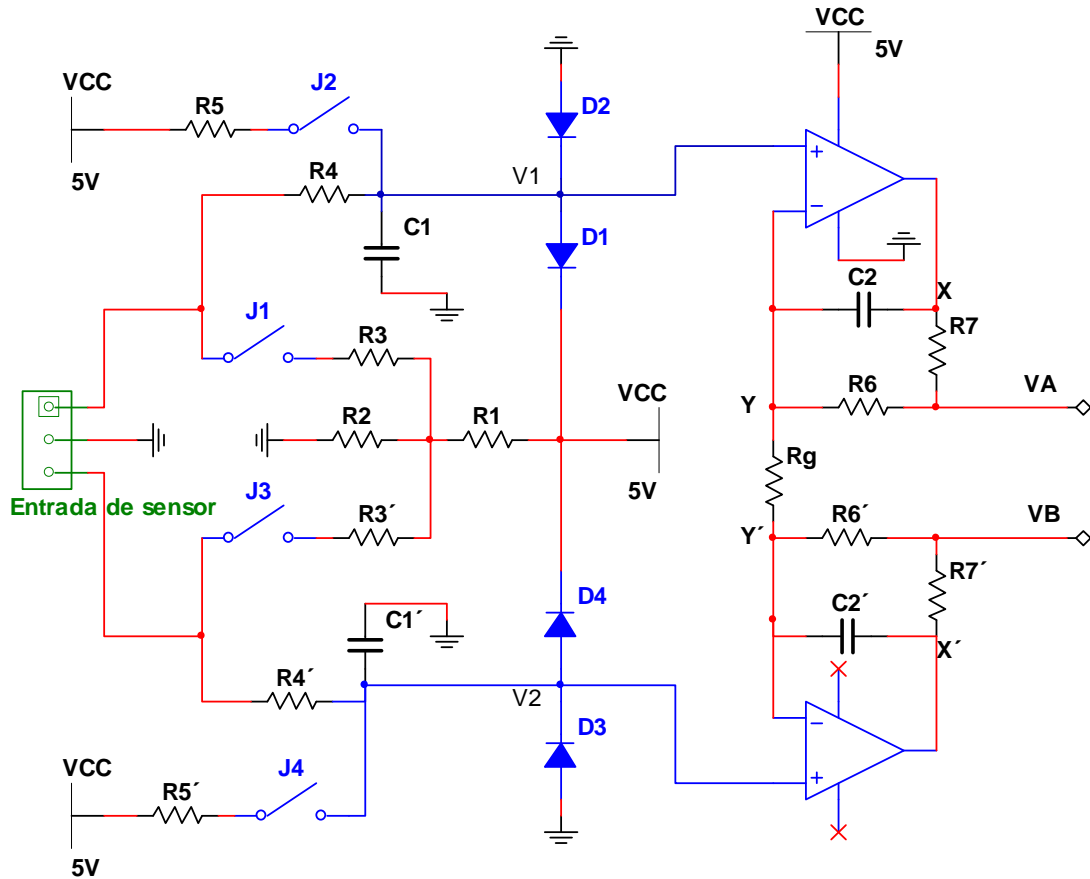 VCC
5V
R5
J2
D2
VCC
5V
R4
V1
C1
D1
+
−
J1
R3
C2
X
R7
R6
VA
Y
R2
R1
VCC
5V
Rg
Entrada de sensor
J3
R3´
Y´
R6´
VB
R7´
C2´
X´
C1´
D4
R4´
V2
D3
−
+
VCC
5V
R5´
J4